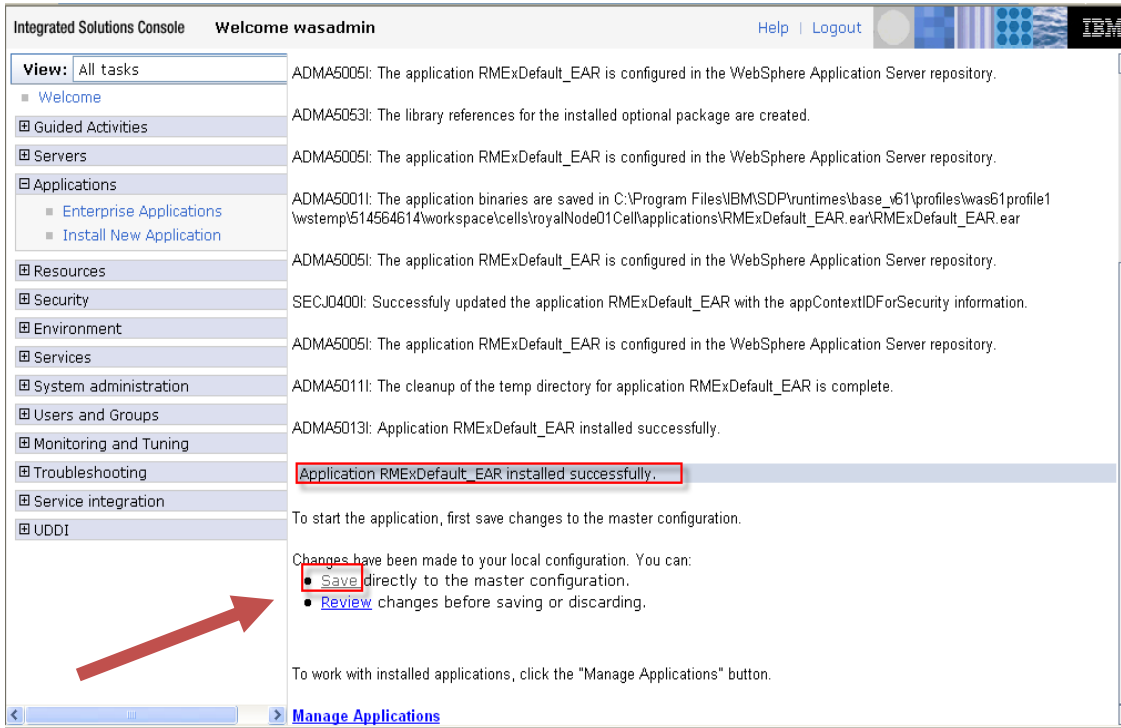 Integrated Solutions Console Welcome wasadmin Help | Logout IBM
View: All tasks
Welcome
Guided Activities
Servers
Applications
Enterprise Applications
Install New Application
Resources
Security
Environment
Services
System administration
Users and Groups
Monitoring and Tuning
Troubleshooting
Service integration
UDDI
ADMA5005I: The application RMExDefault_EAR is configured in the WebSphere Application Server repository.
ADMA5053I: The library references for the installed optional package are created.
ADMA5005I: The application RMExDefault_EAR is configured in the WebSphere Application Server repository.
ADMA5001I: The application binaries are saved in C:\Program Files\IBM\SDP\runtimes\base_v61\profiles\was61profile1
\wstemp\514564614\workspace\cells\royalNode01Cell\applications\RMExDefault_EAR.ear\RMExDefault_EAR.ear
ADMA5005I: The application RMExDefault_EAR is configured in the WebSphere Application Server repository.
SECJ0400I: Successfuly updated the application RMExDefault_EAR with the appContextIDForSecurity information.
ADMA5005I: The application RMExDefault_EAR is configured in the WebSphere Application Server repository.
ADMA5011I: The cleanup of the temp directory for application RMExDefault_EAR is complete.
ADMA5013I: Application RMExDefault_EAR installed successfully.
Application RMExDefault_EAR installed successfully.
To start the application, first save changes to the master configuration.
Changes have been made to your local configuration. You can:
Save directly to the master configuration.
Review changes before saving or discarding.
To work with installed applications, click the "Manage Applications" button.
Manage Applications